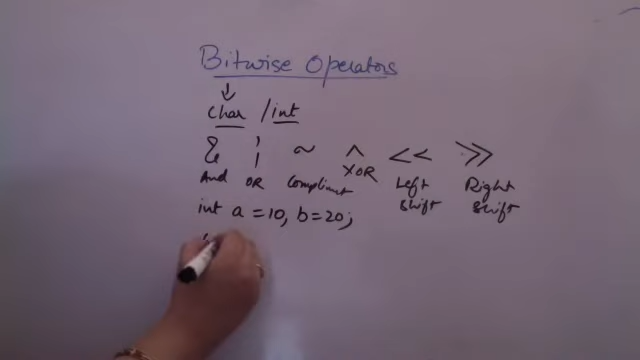 Bitwise Operators
↓
char / int
& | ~ ^ << >>
And OR Compliment XOR Left Shift Right Shift
int a = 10, b = 20;